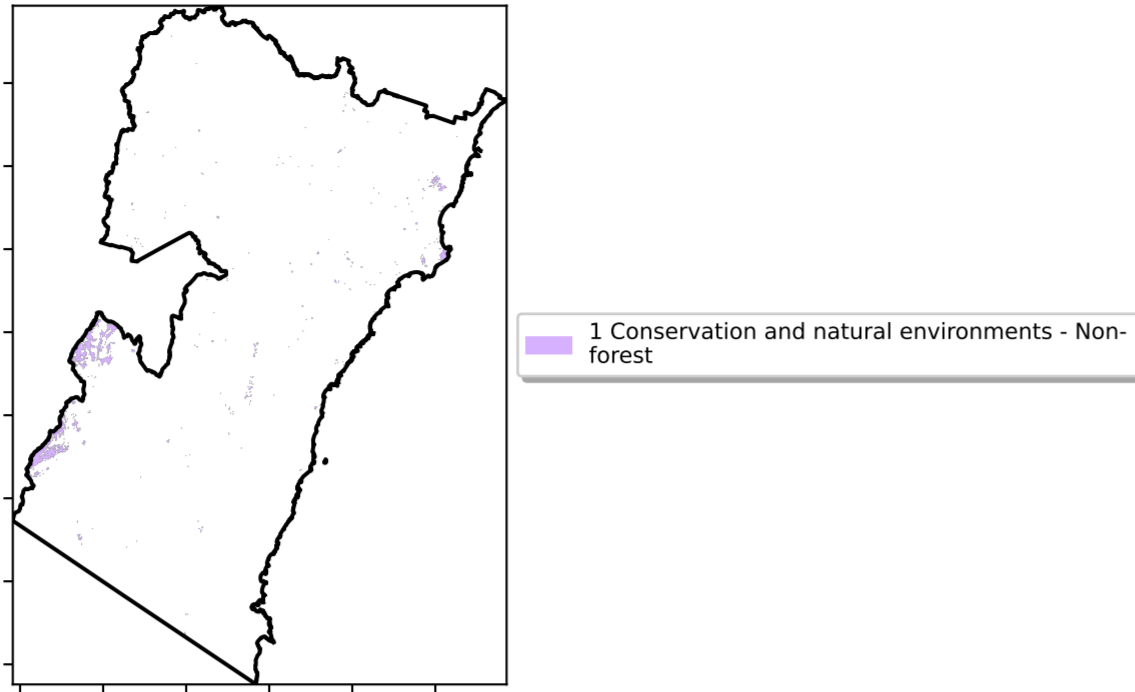 1 Conservation and natural environments - Non-
forest